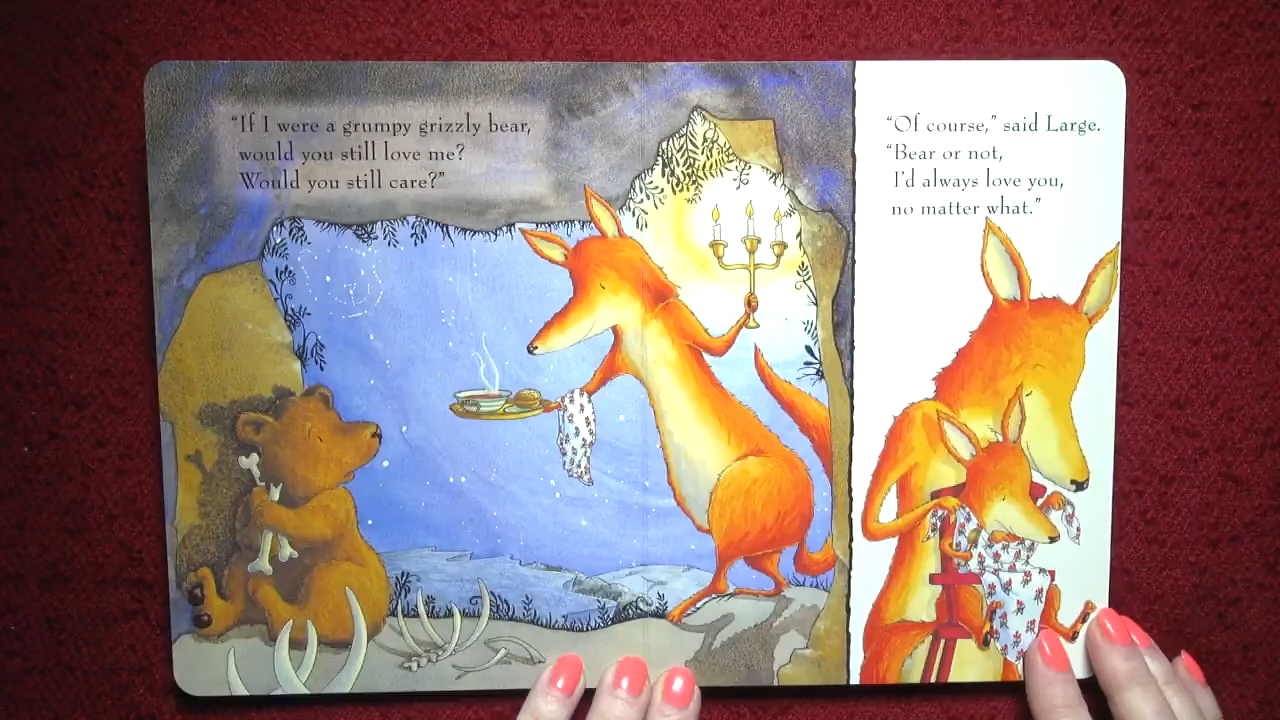 “If I were a grumpy grizzly bear,
would you still love me?
Would you still care?”
“Of course,” said Large.
“Bear or not,
I’d always love you,
no matter what.”